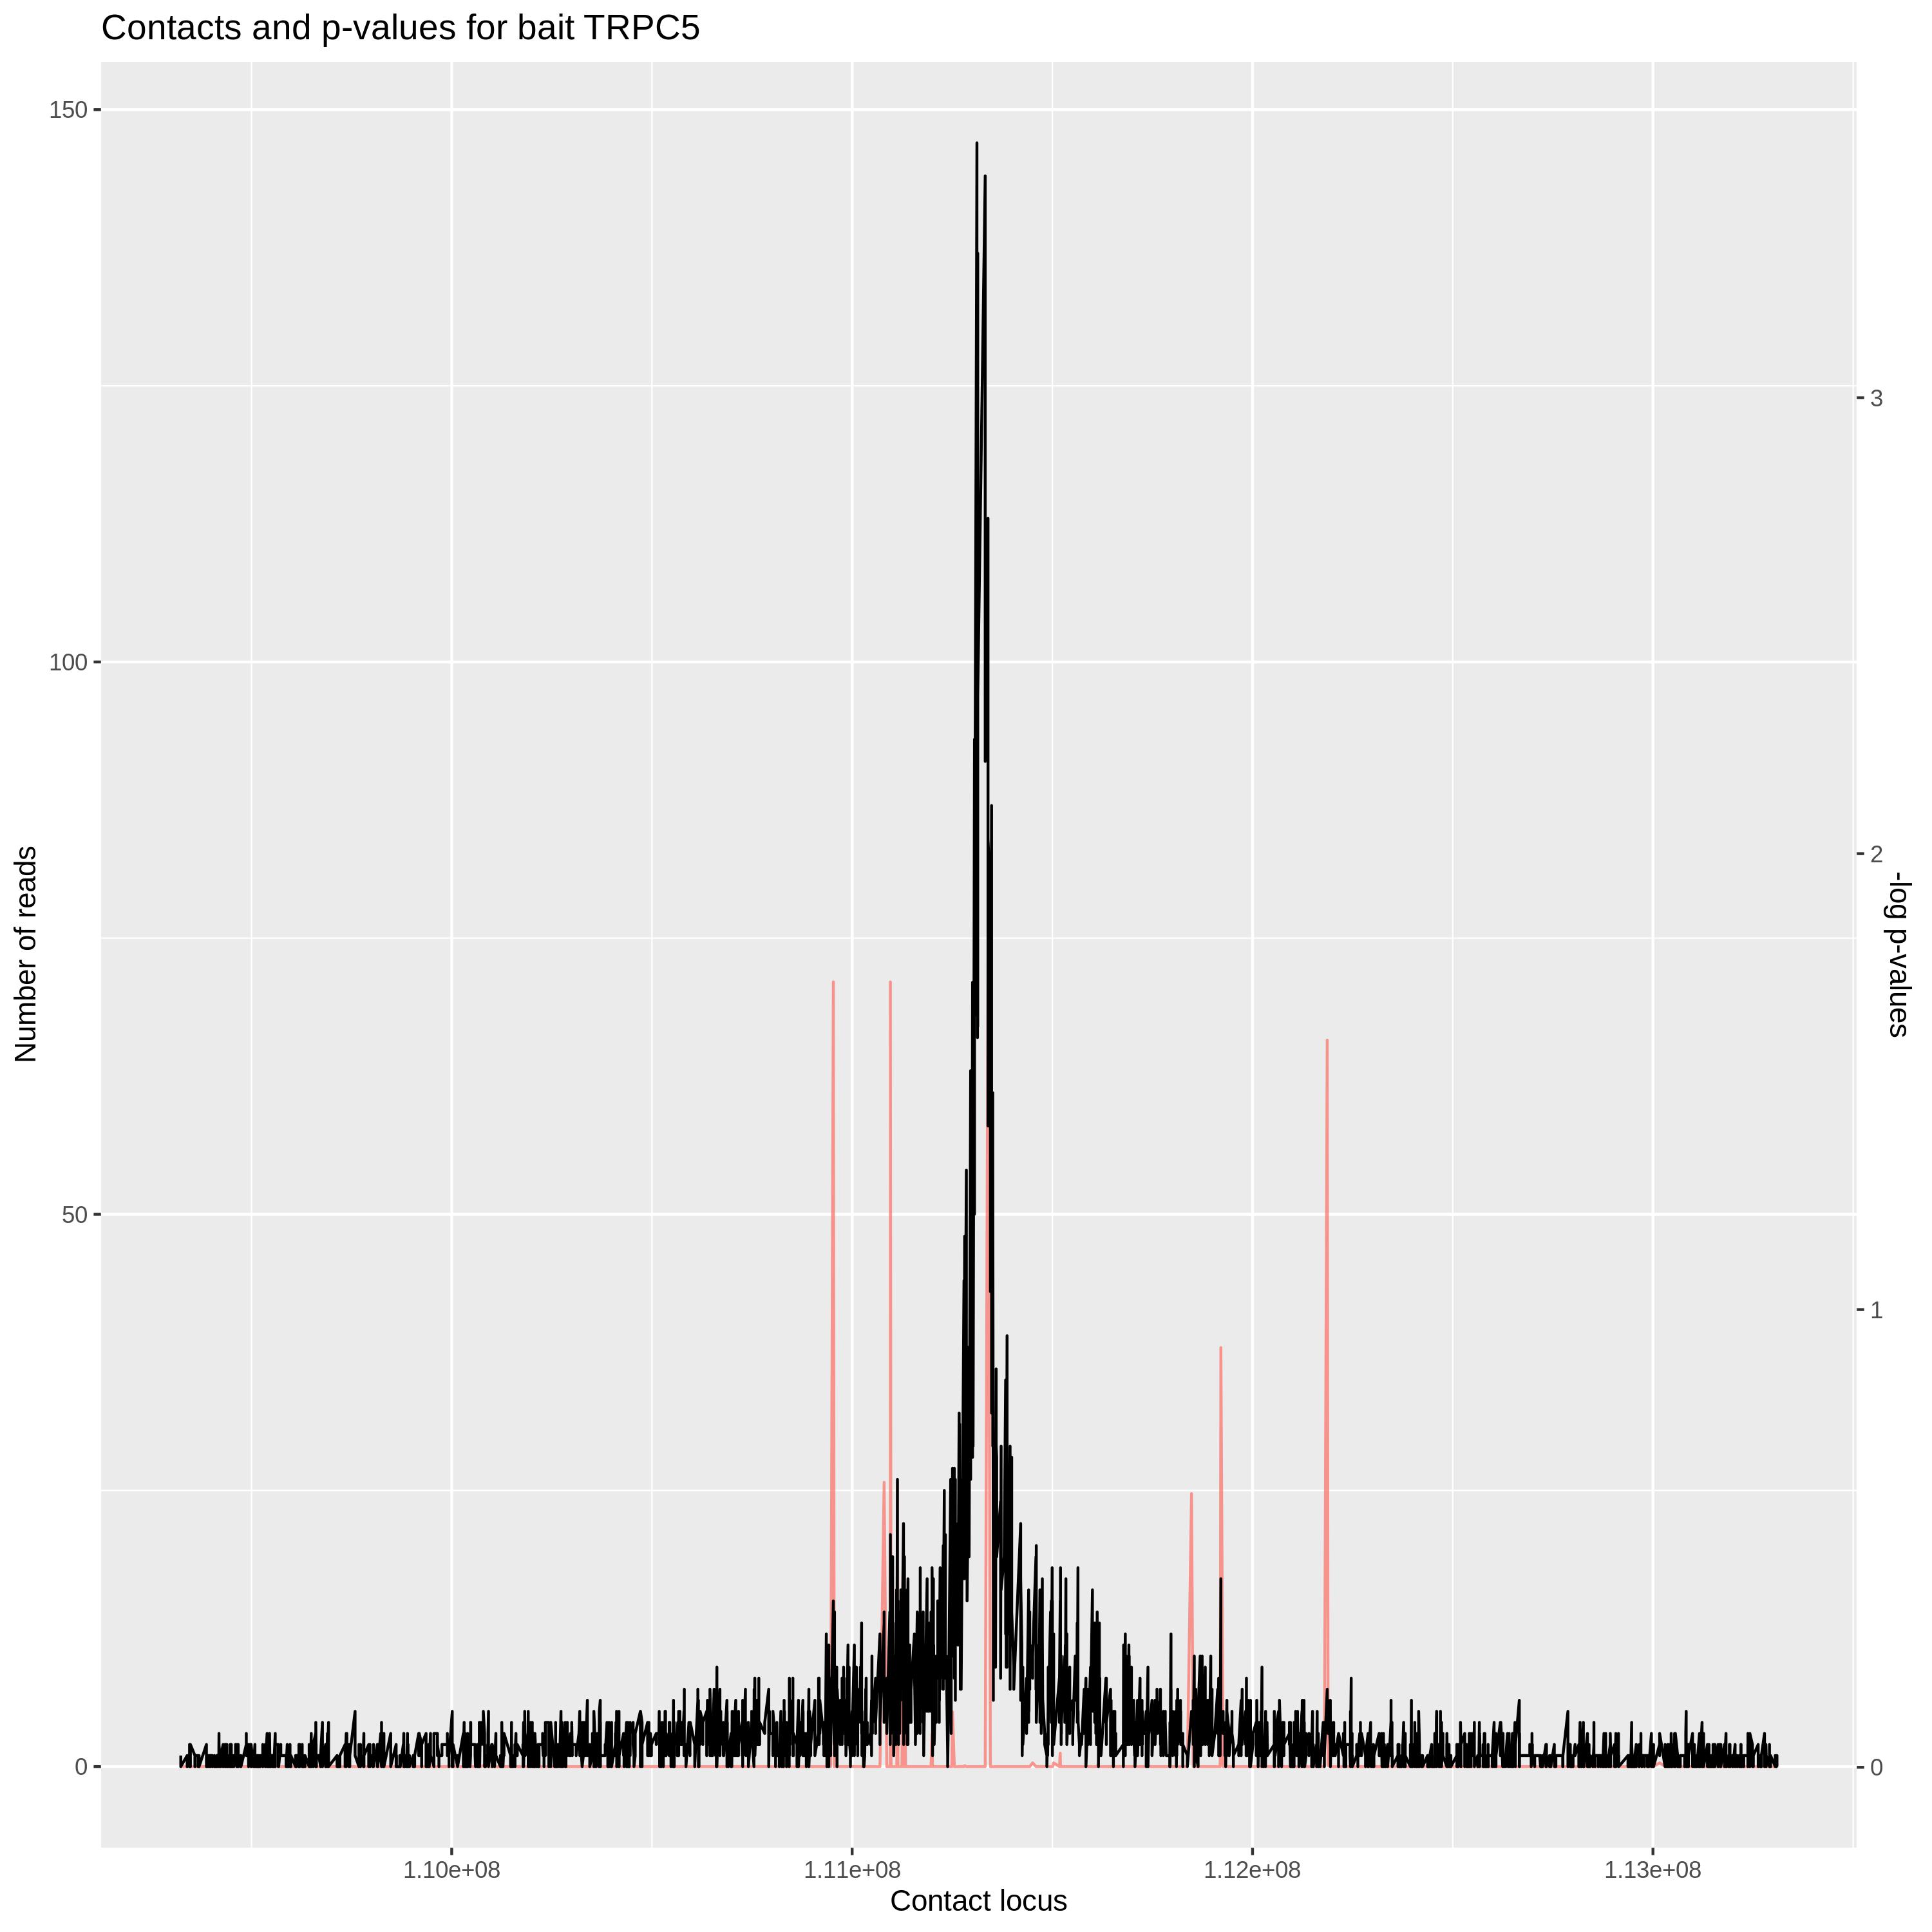 Contacts and p-values for bait TRPC5
150
100
50
0
Number of reads
3
2
1
0
-log p-values
1.10e+08
1.11e+08
1.12e+08
1.13e+08
Contact locus